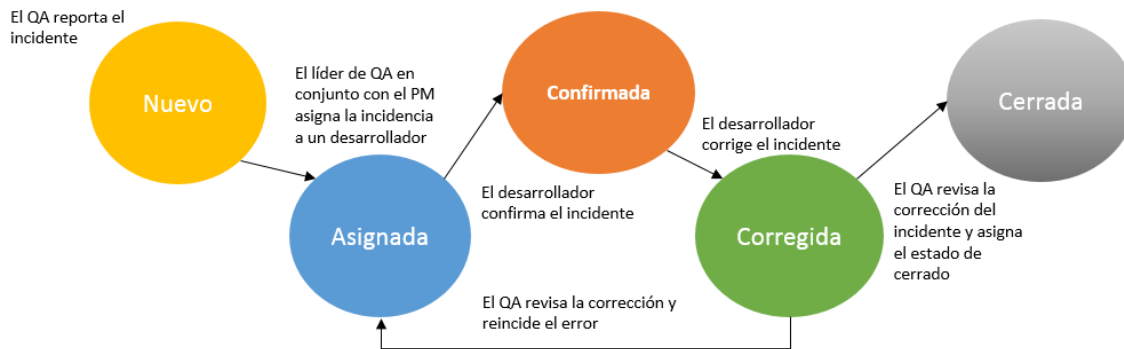 El QA reporta el
incidente
Nuevo
El líder de QA en
conjunto con el PM
asigna la incidencia
a un desarrollador
Asignada
El desarrollador
confirma el incidente
Confirmada
El desarrollador
corrige el incidente
Corregida
El QA revisa la
corrección del
incidente y asigna
el estado de
cerrado
Cerrada
El QA revisa la corrección y
reincide el error